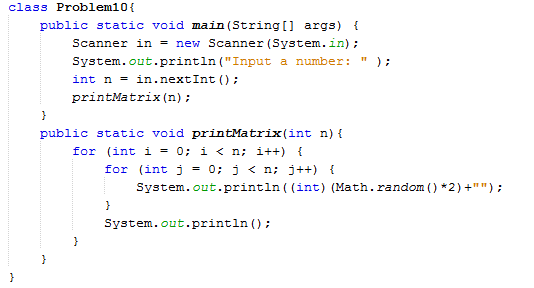 class Problem10{
    public static void main(String[] args) {
        Scanner in = new Scanner(System.in);
        System.out.println("Input a number: " );
        int n = in.nextInt();
        printMatrix(n);
    }
    public static void printMatrix(int n){
        for (int i = 0; i < n; i++) {
            for (int j = 0; j < n; j++) {
                System.out.println((int)(Math.random()*2)+"");
            }
            System.out.println();
        }
    }
}